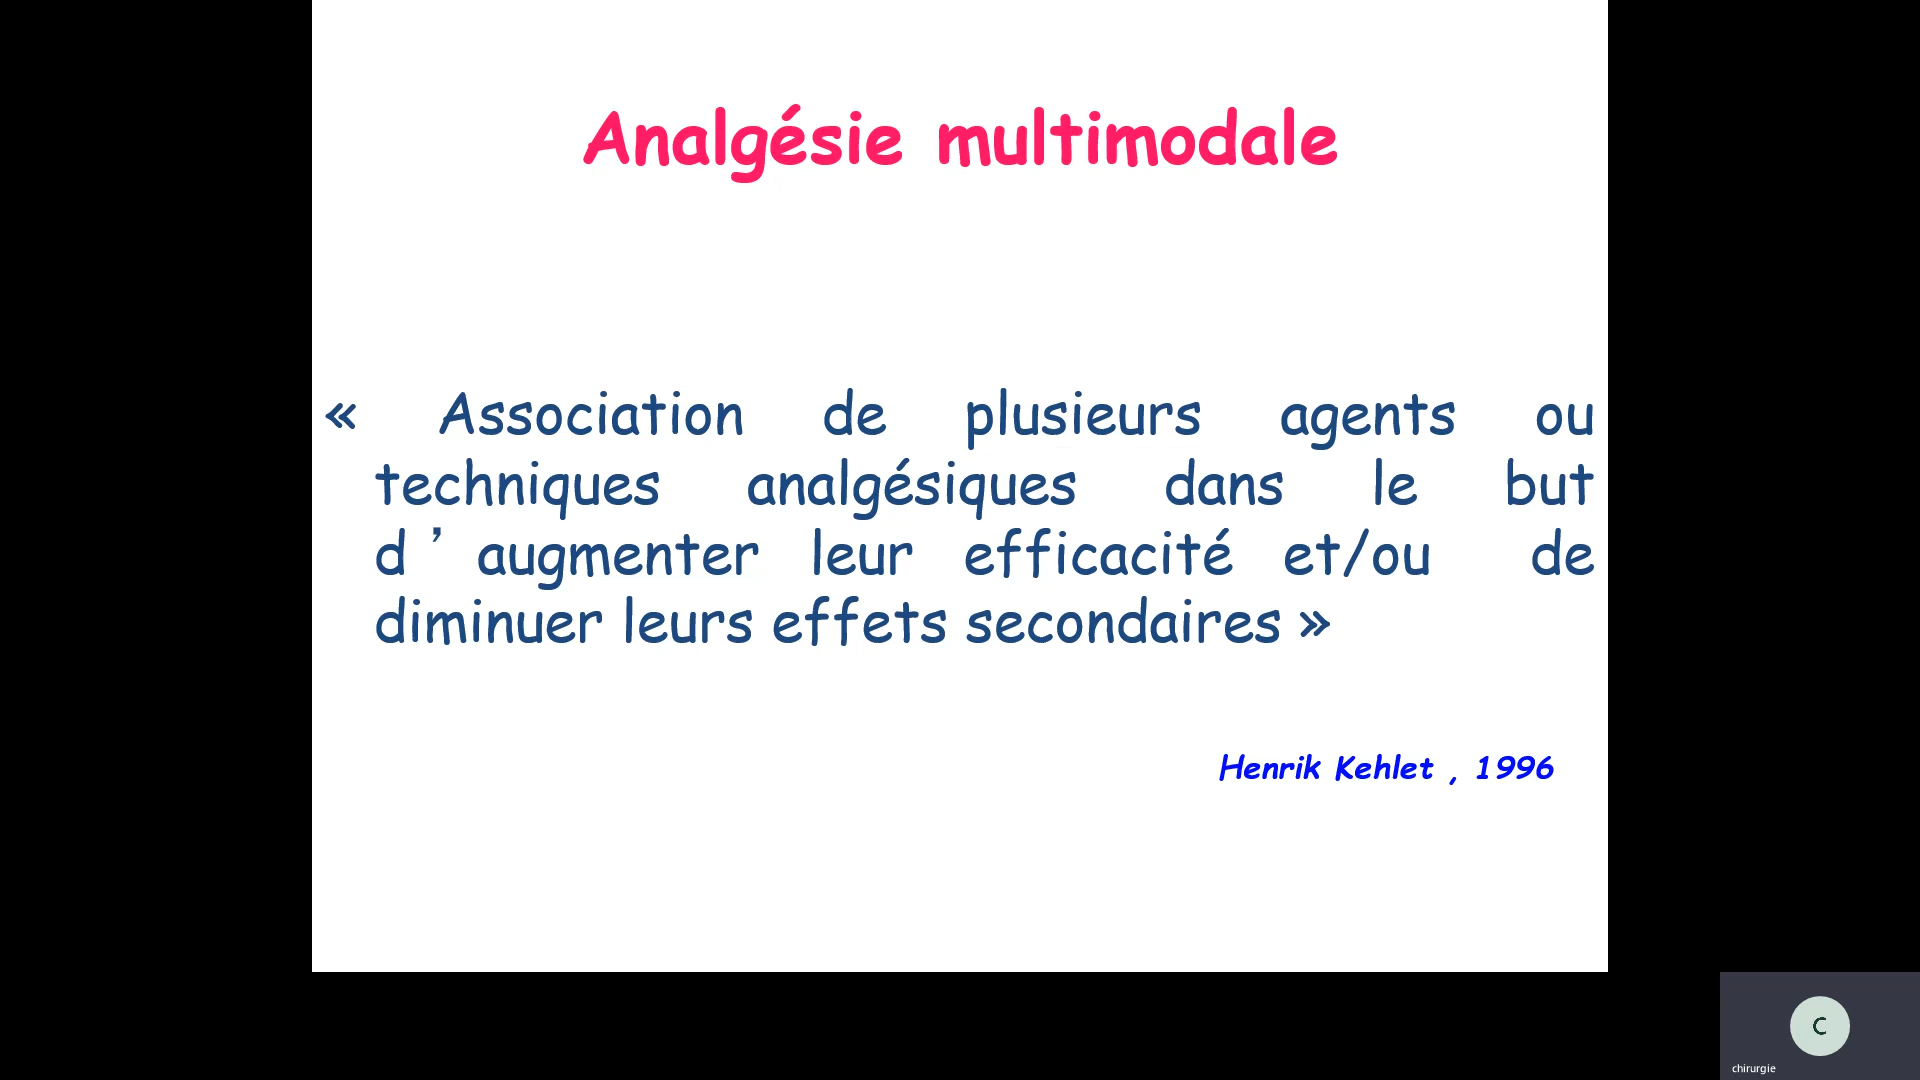 Analgésie multimodale
« Association de plusieurs agents ou
techniques analgésiques dans le but
d ’ augmenter leur efficacité et/ou de
diminuer leurs effets secondaires »
Henrik Kehlet , 1996
C
chirurgie